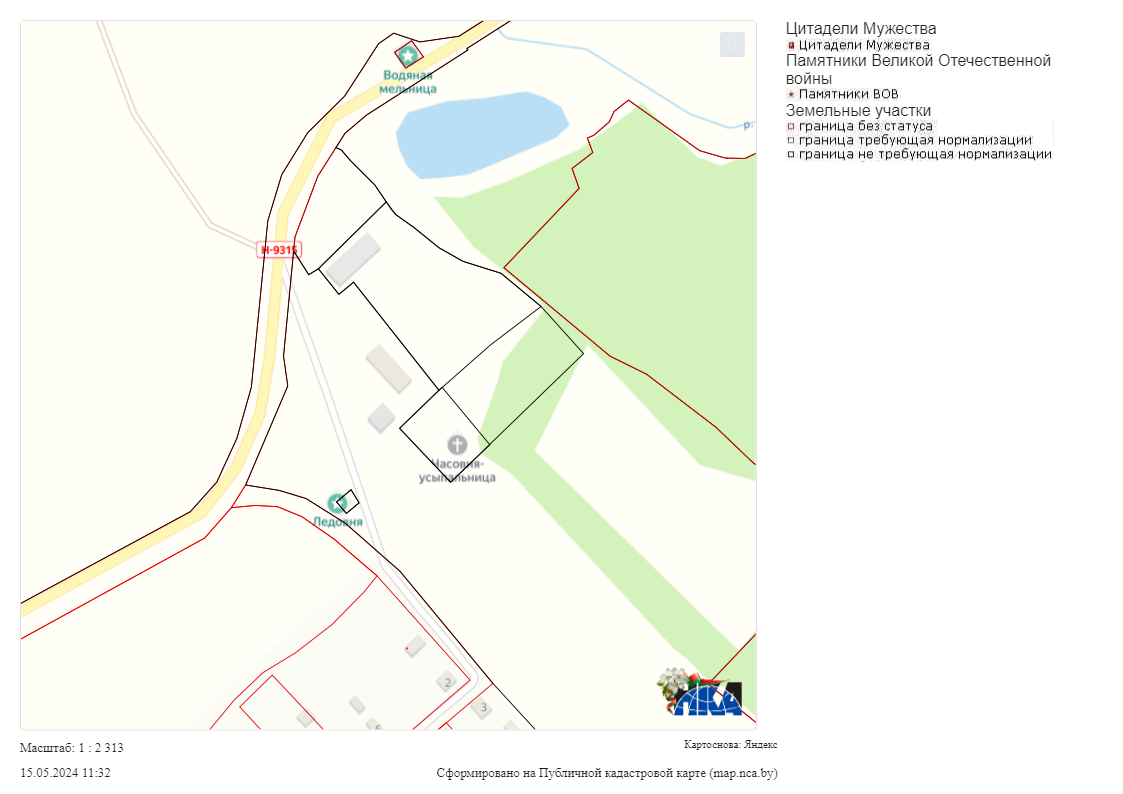 Водяная
мельница
р.
Н-9315
Часовня-
усыпальница
Ледовня
2
3
Цитадели Мужества
Цитадели Мужества
Памятники Великой Отечественной
войны
Памятники ВОВ
Земельные участки
граница без статуса
граница требующая нормализации
граница не требующая нормализации
Масштаб: 1 : 2 313
Картоснова: Яндекс
15.05.2024 11:32
Сформировано на Публичной кадастровой карте (map.nca.by)